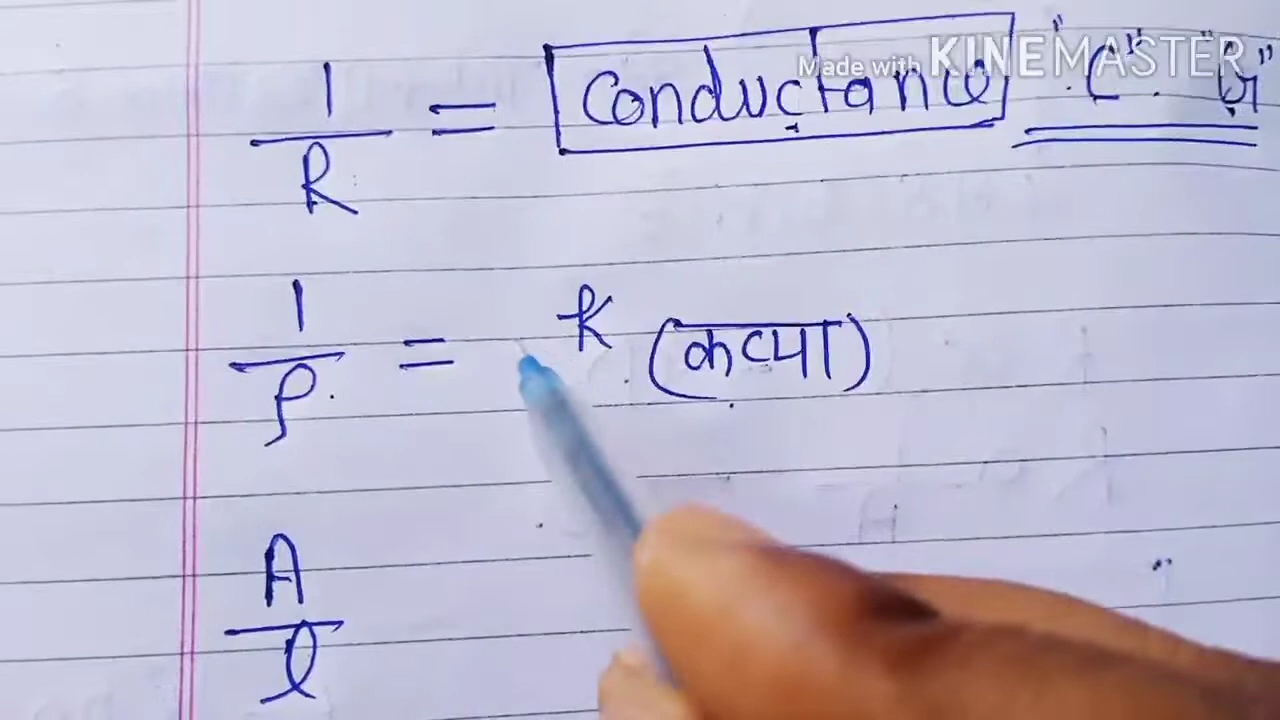 Made with KINEMASTER
1/R = Conductance "C". "G"
1/ρ. = k (कप्पा)
A/l